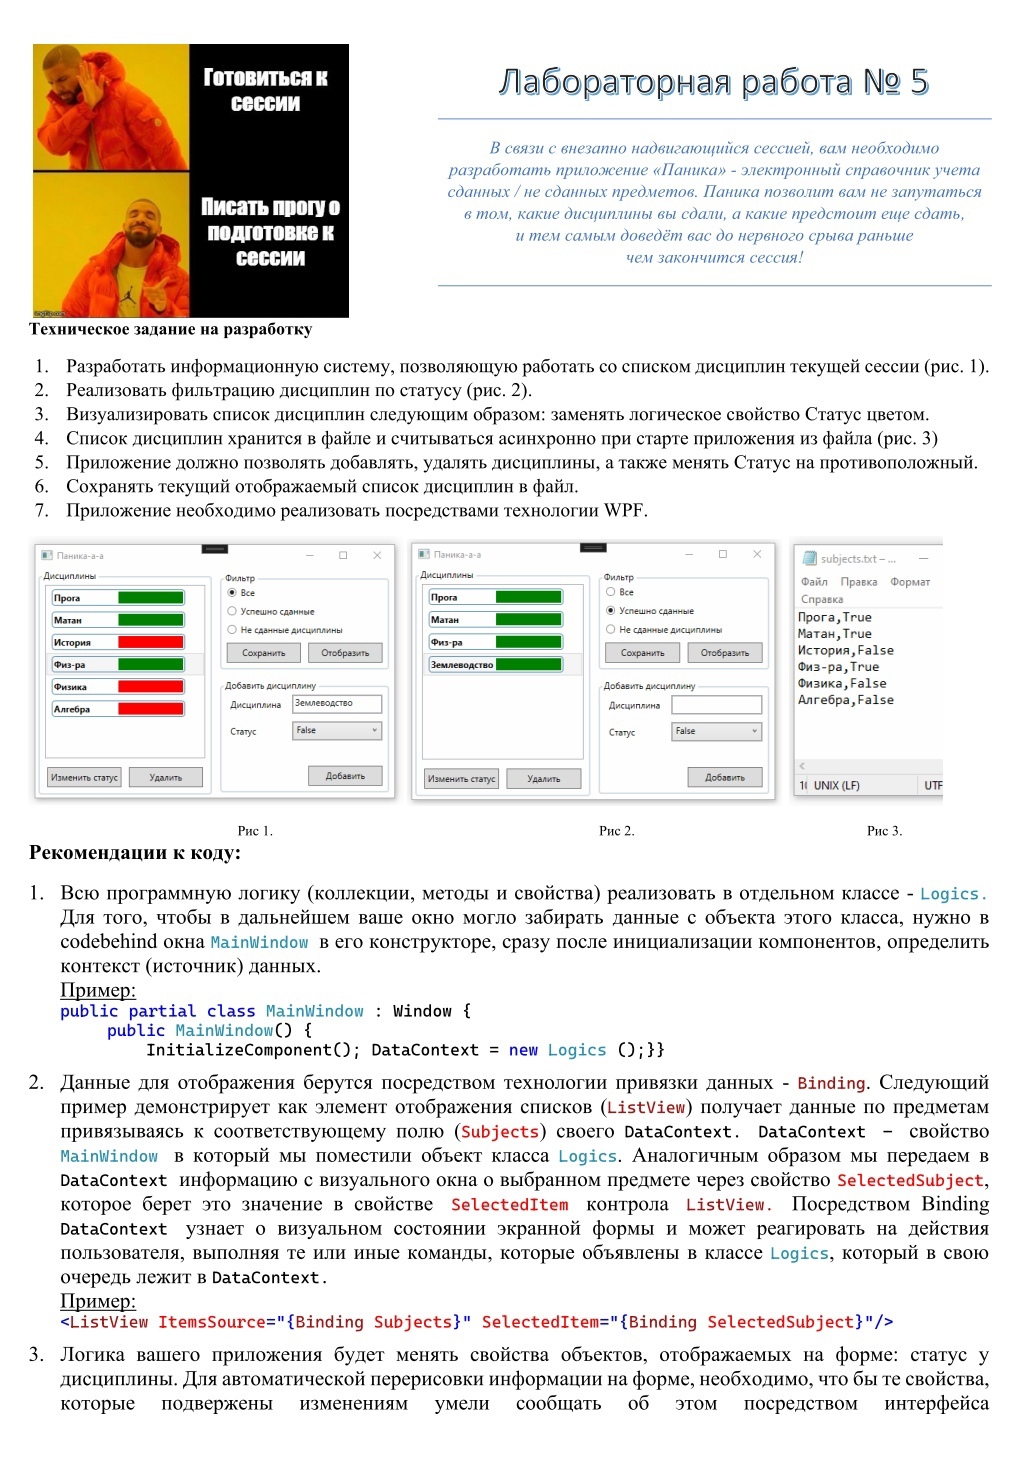 Готовиться к
сессии
Писать прогу о
подготовке к
сессии
imgflip.com
Лабораторная работа № 5
В связи с внезапно надвигающийся сессией, вам необходимо
разработать приложение «Паника» - электронный справочник учета
сданных / не сданных предметов. Паника позволит вам не запутаться
в том, какие дисциплины вы сдали, а какие предстоит еще сдать,
и тем самым доведёт вас до нервного срыва раньше
чем закончится сессия!
Техническое задание на разработку
1. Разработать информационную систему, позволяющую работать со списком дисциплин текущей сессии (рис. 1).
2. Реализовать фильтрацию дисциплин по статусу (рис. 2).
3. Визуализировать список дисциплин следующим образом: заменять логическое свойство Статус цветом.
4. Список дисциплин хранится в файле и считываться асинхронно при старте приложения из файла (рис. 3)
5. Приложение должно позволять добавлять, удалять дисциплины, а также менять Статус на противоположный.
6. Сохранять текущий отображаемый список дисциплин в файл.
7. Приложение необходимо реализовать посредствами технологии WPF.
Паника-а-а
Дисциплины
Прога
Матан
История
Физ-ра
Физика
Алгебра
Изменить статус Удалить
Фильтр
Все
Успешно сданные
Не сданные дисциплины
Сохранить Отобразить
Добавить дисциплину
Дисциплина Землеводство
Статус False
Добавить
Паника-а-а
Дисциплины
Прога
Матан
Физ-ра
Землеводство
Изменить статус Удалить
Фильтр
Все
Успешно сданные
Не сданные дисциплины
Сохранить Отобразить
Добавить дисциплину
Дисциплина
Статус False
Добавить
subjects.txt – ...
Файл Правка Формат
Справка
Прога,True
Матан,True
История,False
Физ-ра,True
Физика,False
Алгебра,False
UNIX (LF) UTF
Рис 1. Рис 2. Рис 3.
Рекомендации к коду:
1. Всю программную логику (коллекции, методы и свойства) реализовать в отдельном классе - Logics.
Для того, чтобы в дальнейшем ваше окно могло забирать данные с объекта этого класса, нужно в
codebehind окна MainWindow в его конструкторе, сразу после инициализации компонентов, определить
контекст (источник) данных.
Пример:
public partial class MainWindow : Window {
public MainWindow() {
InitializeComponent(); DataContext = new Logics ();}}
2. Данные для отображения берутся посредством технологии привязки данных - Binding. Следующий
пример демонстрирует как элемент отображения списков (ListView) получает данные по предметам
привязываясь к соответствующему полю (Subjects) своего DataContext. DataContext – свойство
MainWindow в который мы поместили объект класса Logics. Аналогичным образом мы передаем в
DataContext информацию с визуального окна о выбранном предмете через свойство SelectedSubject,
которое берет это значение в свойстве SelectedItem контрола ListView. Посредством Binding
DataContext узнает о визуальном состоянии экранной формы и может реагировать на действия
пользователя, выполняя те или иные команды, которые объявлены в классе Logics, который в свою
очередь лежит в DataContext.
Пример:
&lt;ListView ItemsSource="{Binding Subjects}" SelectedItem="{Binding SelectedSubject}"/&gt;
3. Логика вашего приложения будет менять свойства объектов, отображаемых на форме: статус у
дисциплины. Для автоматической перерисовки информации на форме, необходимо, что бы те свойства,
которые подвержены изменениям умели сообщать об этом посредством интерфейса